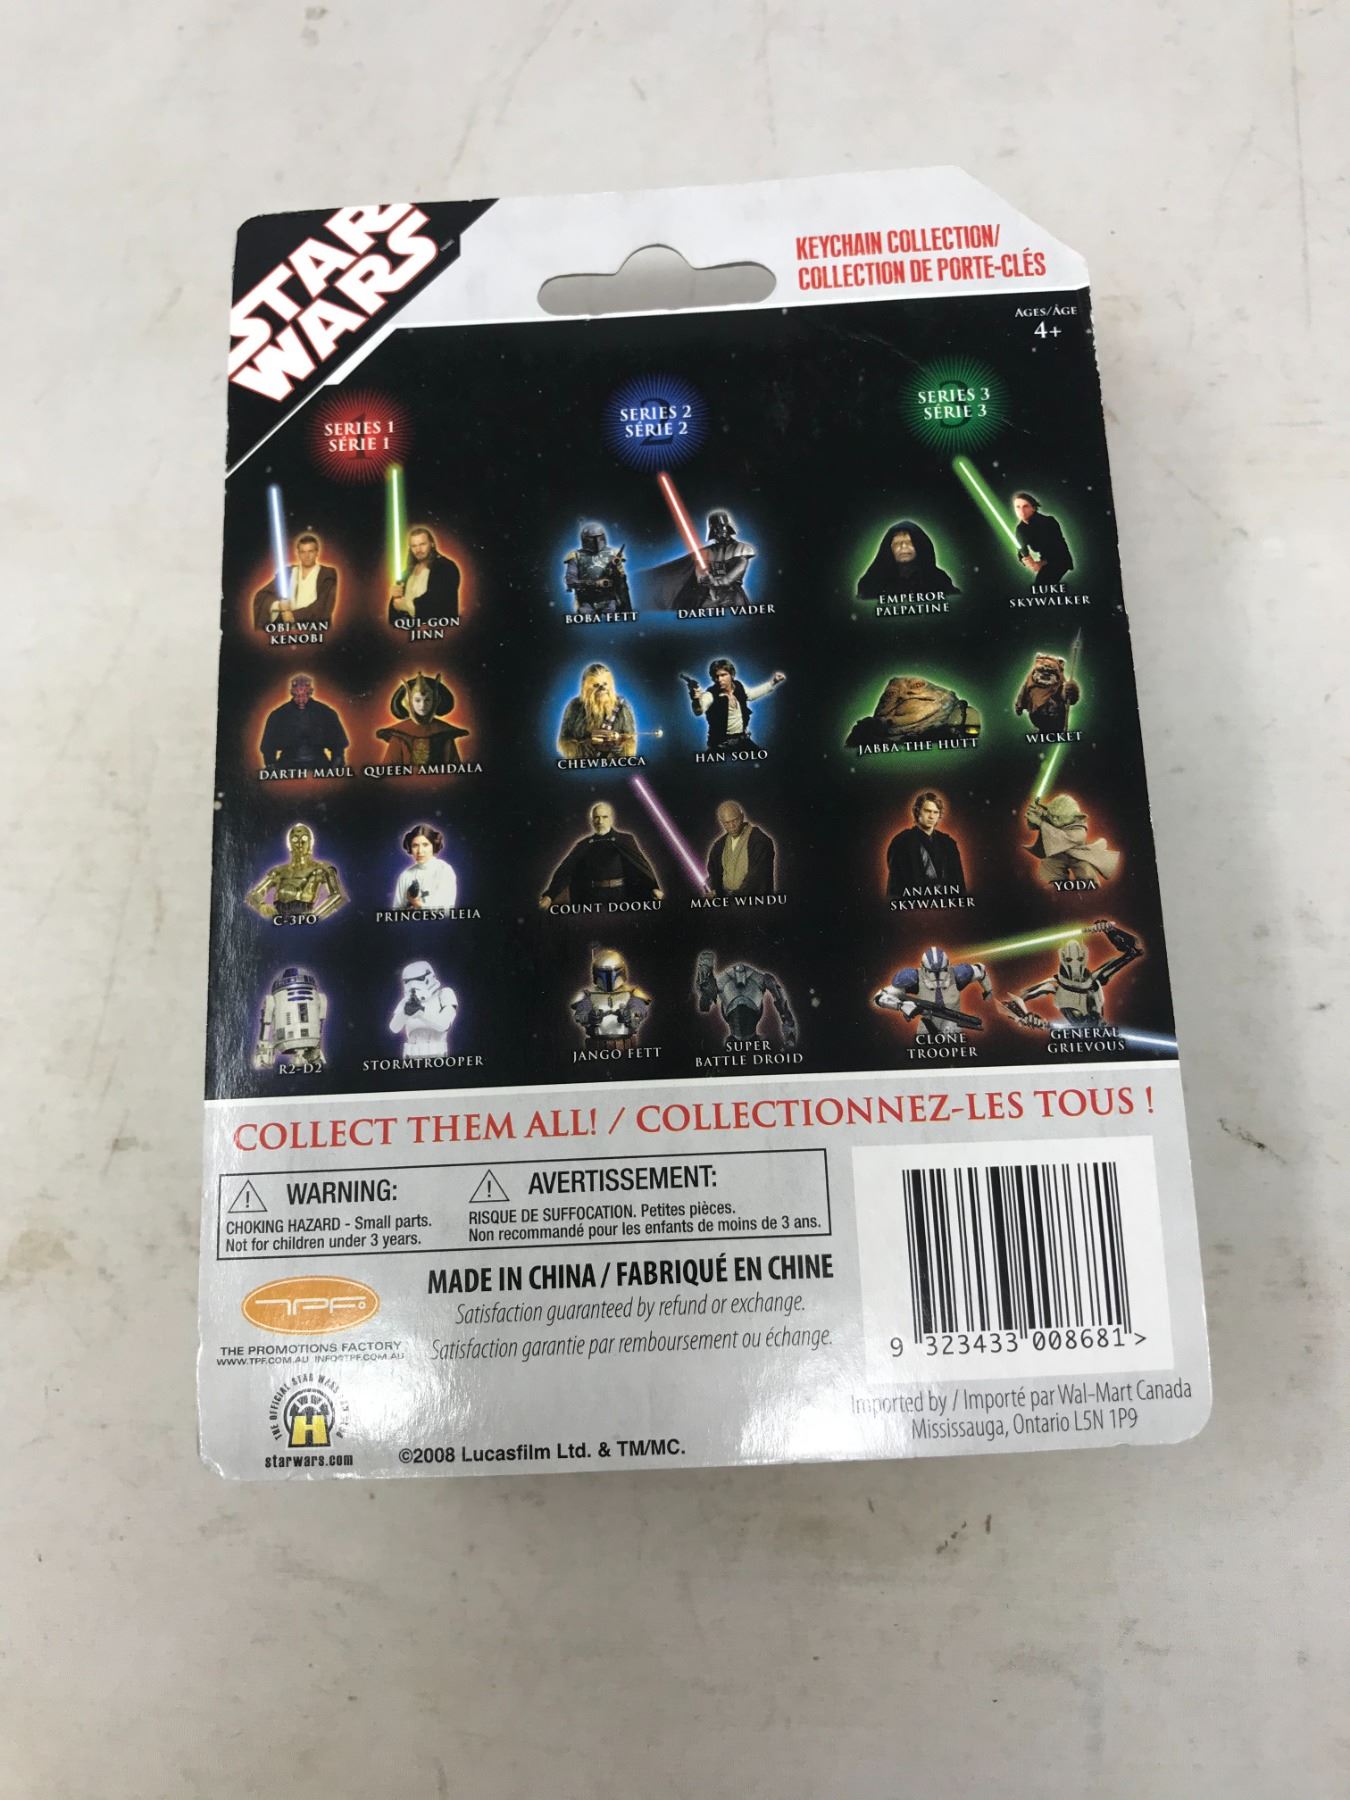 STAR
WARS
KEYCHAIN COLLECTION/
COLLECTION DE PORTE-CLÉS
AGES/ÂGE
4+
SERIES 1
SÉRIE 1
SERIES 2
SÉRIE 2
SERIES 3
SÉRIE 3
OBI-WAN
KENOBI
QUI-GON
JINN
BOBA FETT
DARTH VADER
EMPEROR
PALPATINE
LUKE
SKYWALKER
DARTH MAUL
QUEEN AMIDALA
CHEWBACCA
HAN SOLO
JABBA THE HUTT
WICKET
C-3PO
PRINCESS LEIA
COUNT DOOKU
MACE WINDU
ANAKIN
SKYWALKER
YODA
R2-D2
STORMTROOPER
JANGO FETT
SUPER
BATTLE DROID
CLONE
TROOPER
GENERAL
GRIEVOUS
COLLECT THEM ALL! / COLLECTIONNEZ-LES TOUS !
WARNING:
CHOKING HAZARD - Small parts.
Not for children under 3 years.
AVERTISSEMENT:
RISQUE DE SUFFOCATION. Petites pièces.
Non recommandé pour les enfants de moins de 3 ans.
TPF
THE PROMOTIONS FACTORY
WWW.TPF.COM.AU INFO@TPF.COM.AU
MADE IN CHINA / FABRIQUÉ EN CHINE
Satisfaction guaranteed by refund or exchange.
Satisfaction garantie par remboursement ou échange.
9 323433 008681 >
Imported by / Importé par Wal-Mart Canada
Mississauga, Ontario L5N 1P9
THE OFFICIAL STAR WARS
H
starwars.com
©2008 Lucasfilm Ltd. & TM/MC.